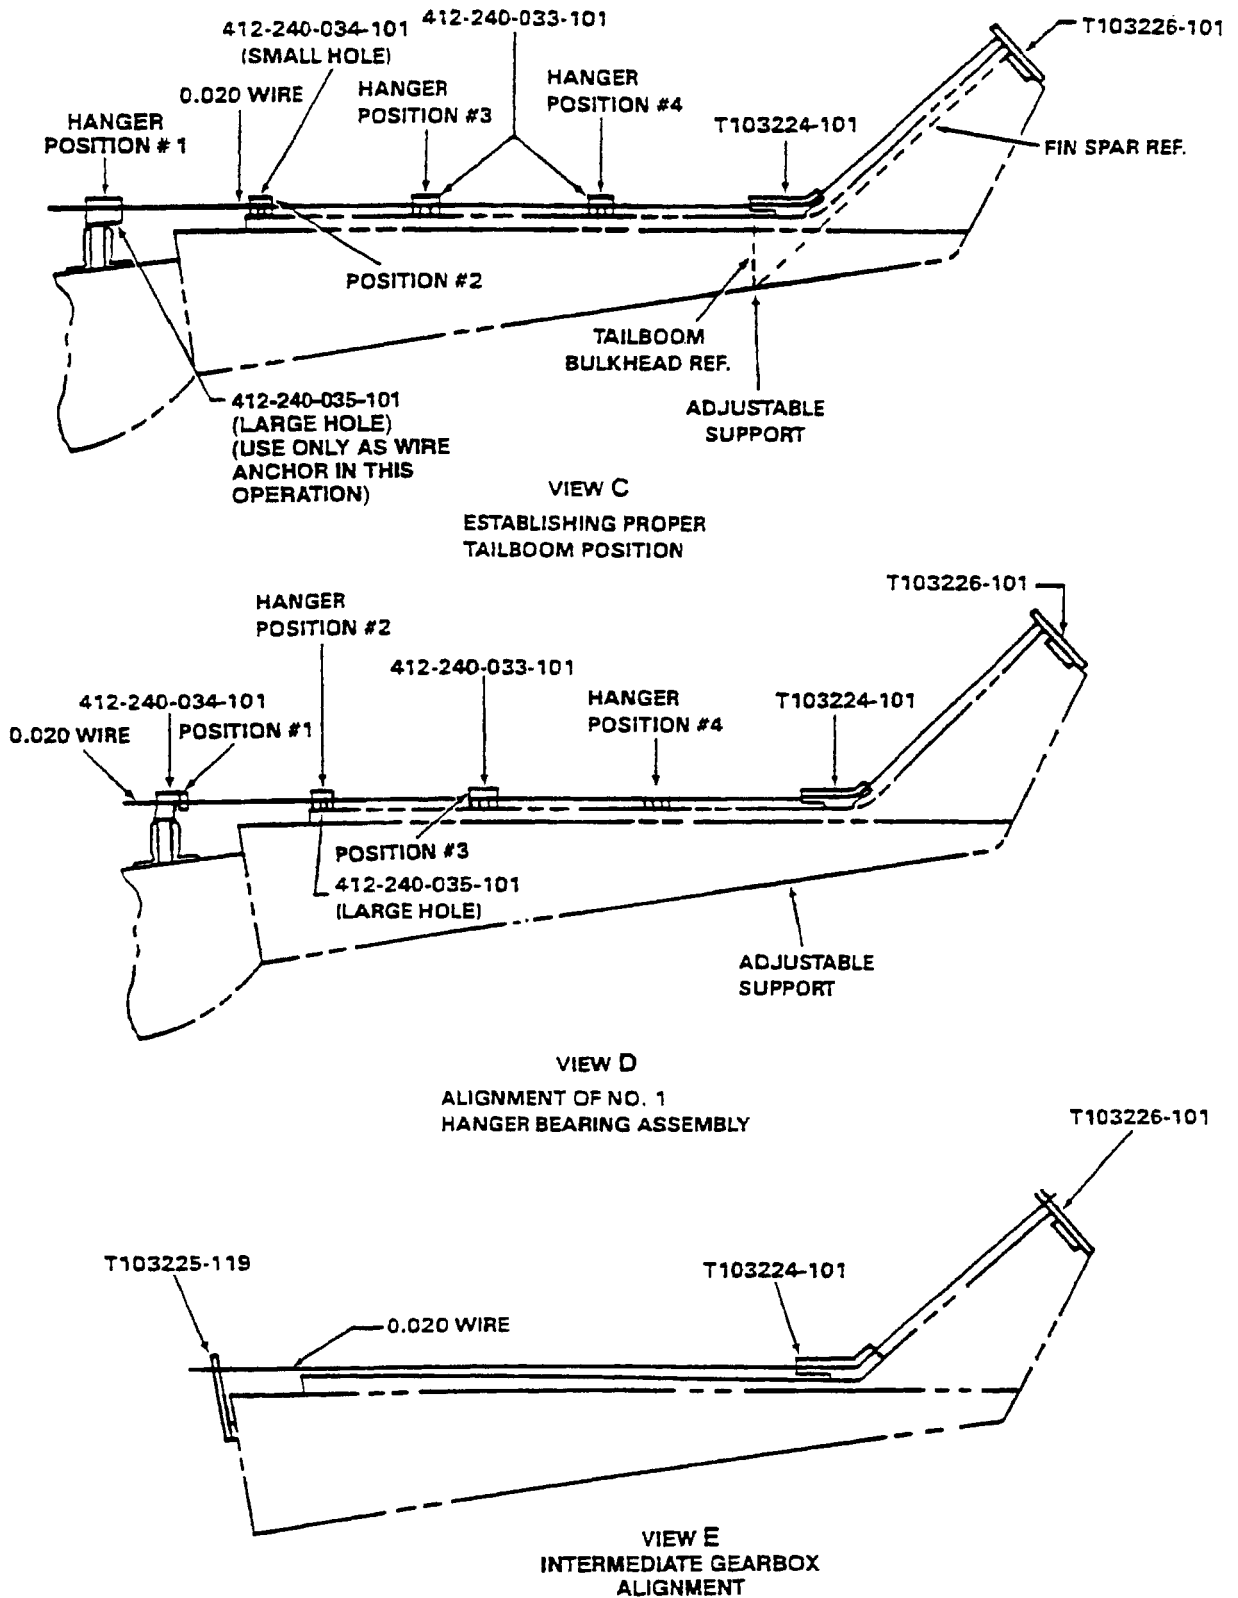 412-240-034-101
(SMALL HOLE)
412-240-033-101
T103226-101
0.020 WIRE
HANGER
POSITION #3
HANGER
POSITION #4
HANGER
POSITION #1
T103224-101
FIN SPAR REF.
POSITION #2
TAILBOOM
BULKHEAD REF.
412-240-035-101
(LARGE HOLE)
(USE ONLY AS WIRE
ANCHOR IN THIS
OPERATION)
ADJUSTABLE
SUPPORT
VIEW C
ESTABLISHING PROPER
TAILBOOM POSITION
T103226-101
HANGER
POSITION #2
412-240-033-101
412-240-034-101
HANGER
POSITION #4
T103224-101
0.020 WIRE
POSITION #1
POSITION #3
412-240-035-101
(LARGE HOLE)
ADJUSTABLE
SUPPORT
VIEW D
ALIGNMENT OF NO. 1
HANGER BEARING ASSEMBLY
T103226-101
T103225-119
T103224-101
0.020 WIRE
VIEW E
INTERMEDIATE GEARBOX
ALIGNMENT